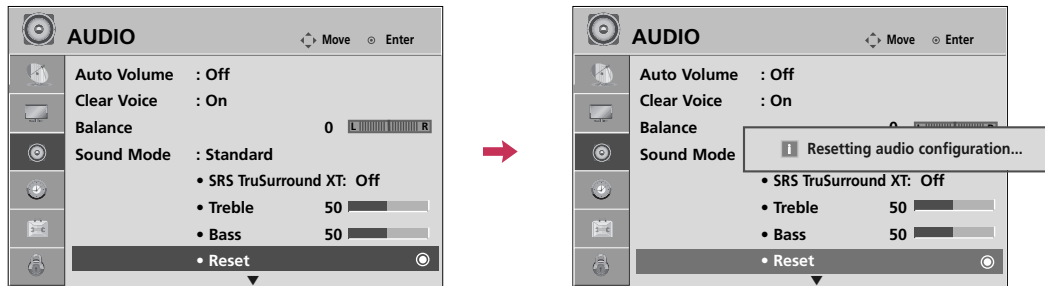 AUDIO Move Enter
Auto Volume : Off
Clear Voice : On
Balance 0 L R
Sound Mode : Standard
• SRS TruSurround XT: Off
• Treble 50
• Bass 50
• Reset
AUDIO Move Enter
Auto Volume : Off
Clear Voice : On
Balance
Sound Mode
i Resetting audio configuration...
• SRS TruSurround XT: Off
• Treble 50
• Bass 50
• Reset